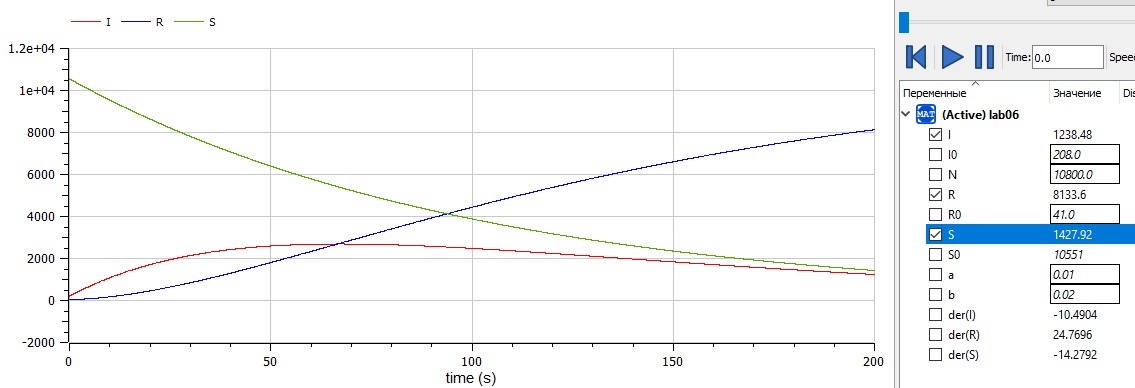 I R S
1.2e+04
1e+04
8000
6000
4000
2000
0
-2000
0 50 100 150 200
time (s)
Time: 0.0 Speed
Переменные Значение Dis
MAT (Active) lab06
I 1238.48
I0 208.0
N 10800.0
R 8133.6
R0 41.0
S 1427.92
S0 10551
a 0.01
b 0.02
der(I) -10.4904
der(R) 24.7696
der(S) -14.2792